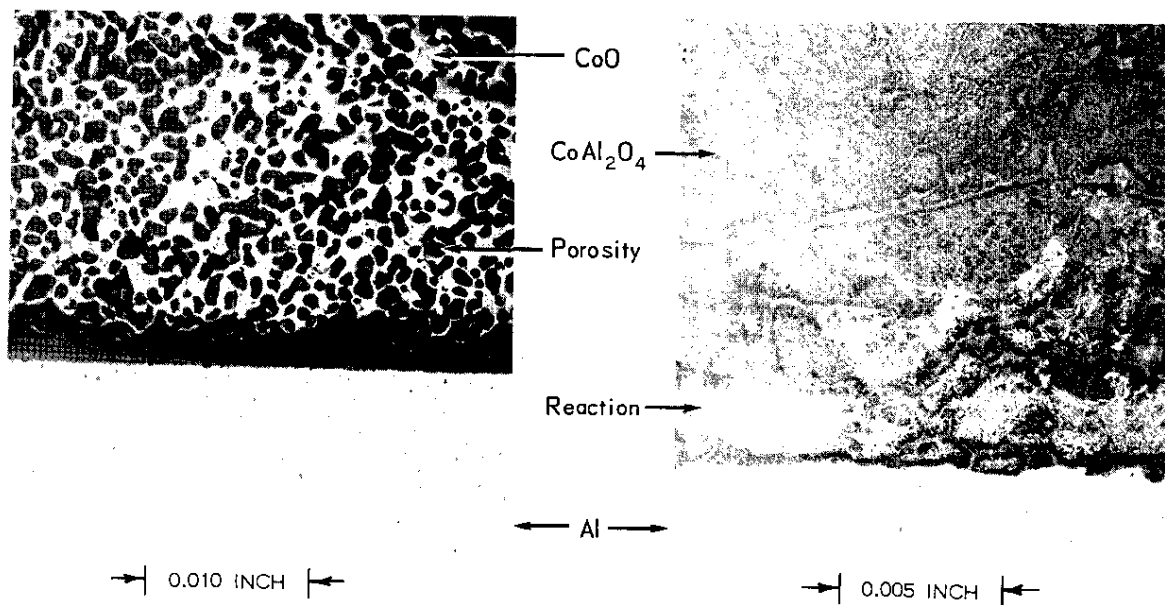 CoO
CoAl₂O₄
Porosity
Reaction
Al
0.010 INCH
0.005 INCH